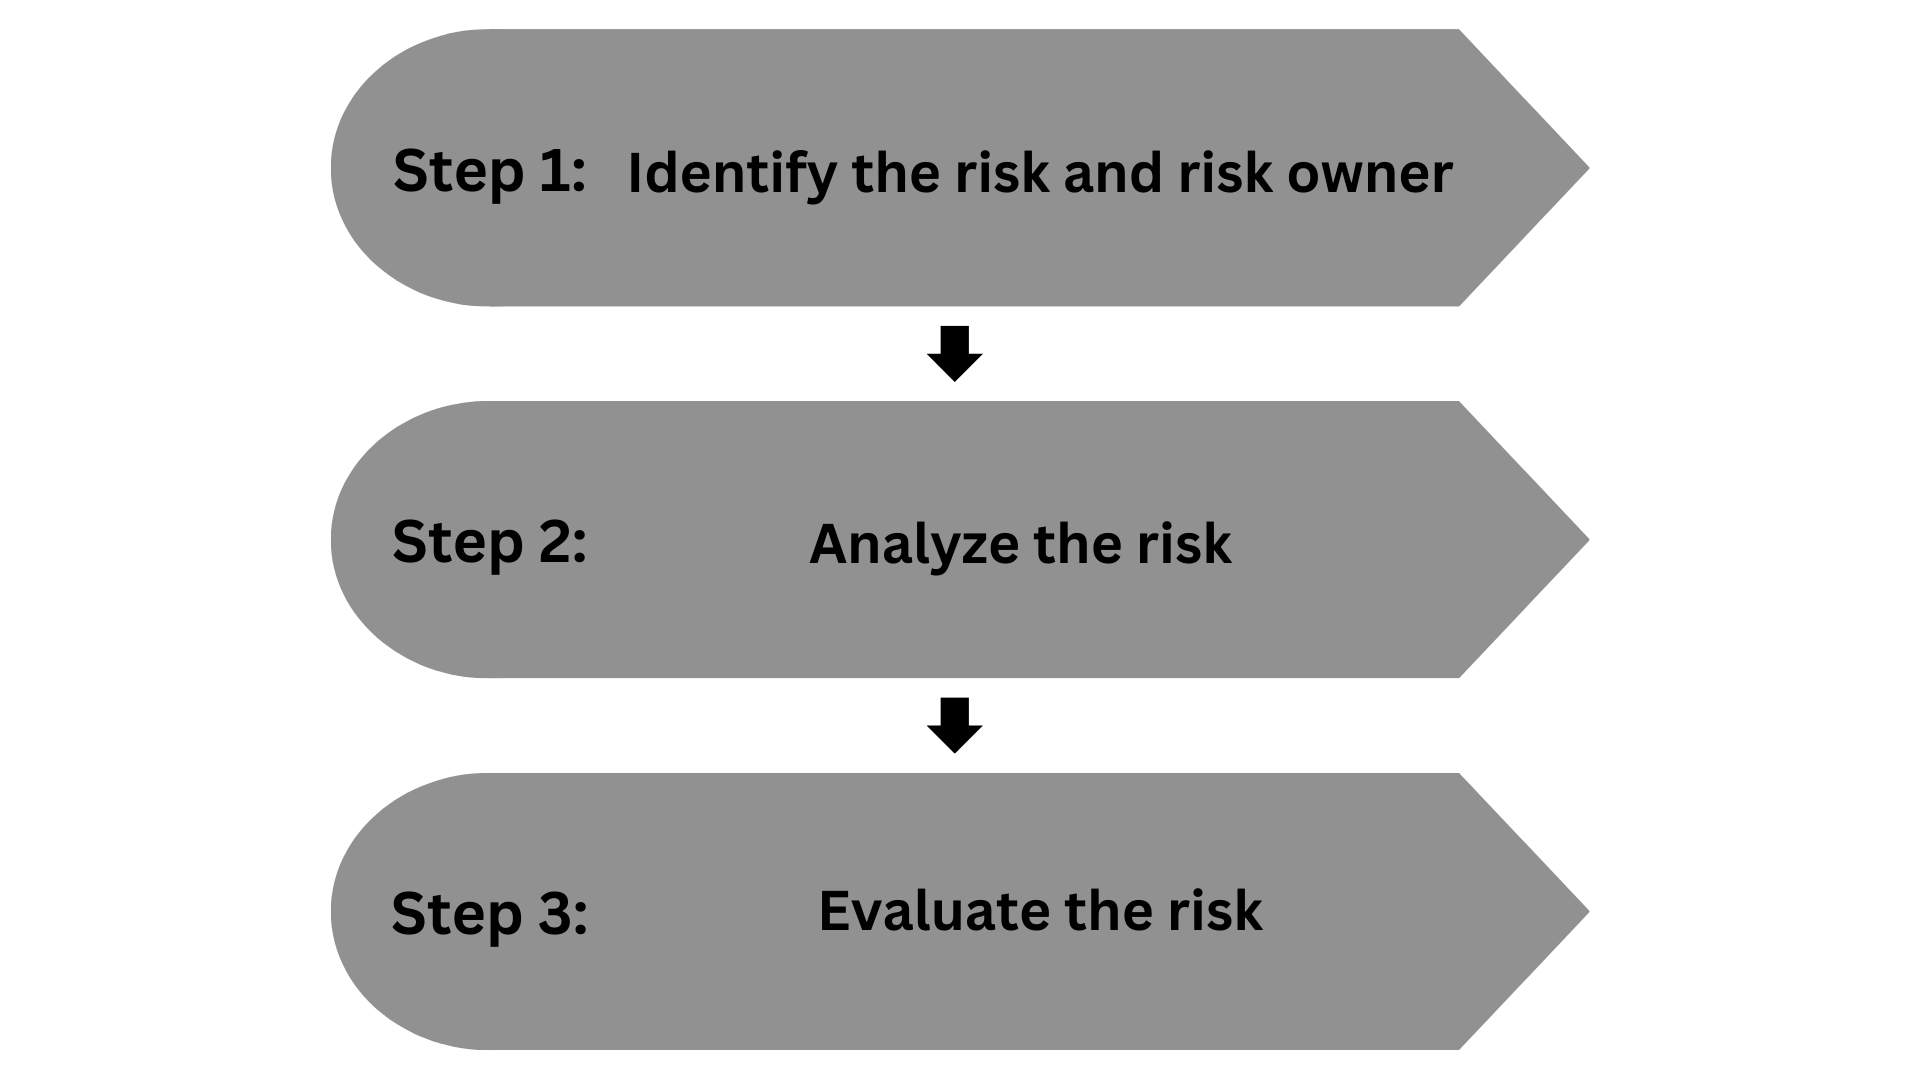 Step 1: Identify the risk and risk owner
Step 2: Analyze the risk
Step 3: Evaluate the risk